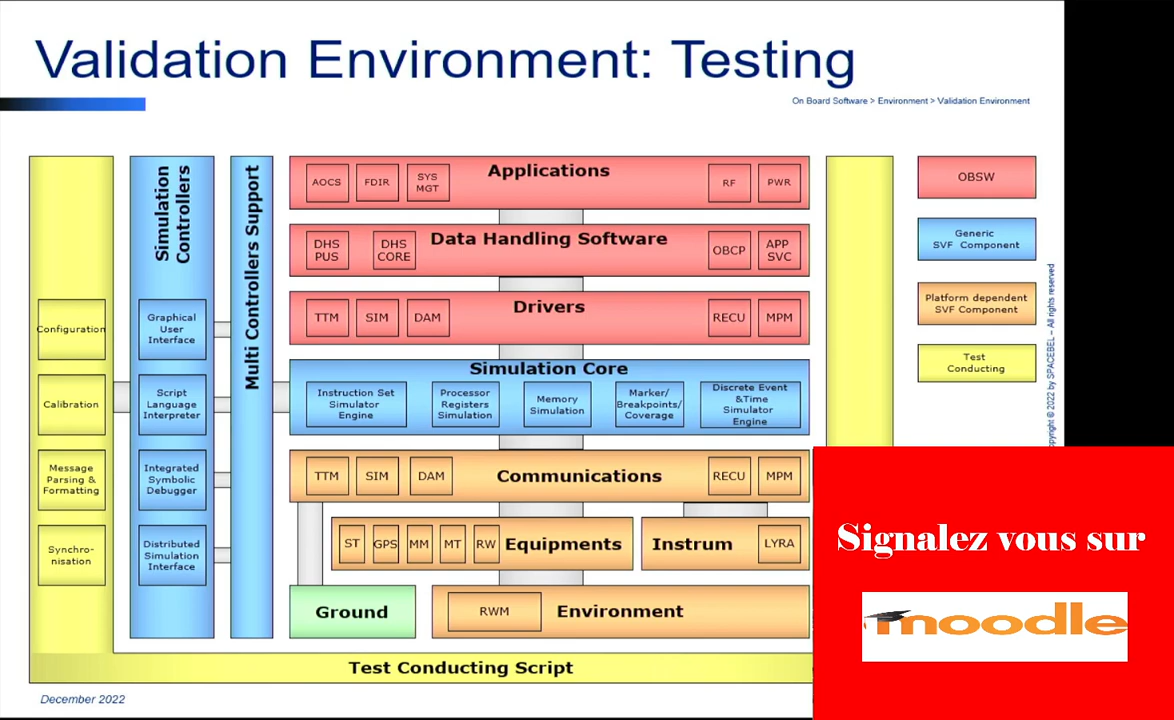 Validation Environment: Testing
On Board Software > Environment > Validation Environment
Simulation
Controllers
Multi Controllers Support
Applications
AOCS
FDIR
SYS
MGT
RF
PWR
Data Handling Software
DHS
PUS
DHS
CORE
OBCP
APP
SVC
Drivers
TTM
SIM
DAM
RECU
MPM
Configuration
Calibration
Message
Parsing &
Formatting
Synchro-
nisation
Graphical
User
Interface
Script
Language
Interpreter
Integrated
Symbolic
Debugger
Distributed
Simulation
Interface
Simulation Core
Instruction Set
Simulator
Engine
Processor
Registers
Simulation
Memory
Simulation
Marker/
Breakpoints/
Coverage
Discrete Event
&Time
Simulator
Engine
Communications
TTM
SIM
DAM
RECU
MPM
ST
GPS
MM
MT
RW
Equipments
Instrum
LYRA
Ground
RWM
Environment
Test Conducting Script
OBSW
Generic
SVF Component
Platform dependent
SVF Component
Test
Conducting
opyright © 2022 by SPACEBEL – All rights reserved
December 2022
Signalez vous sur
moodle